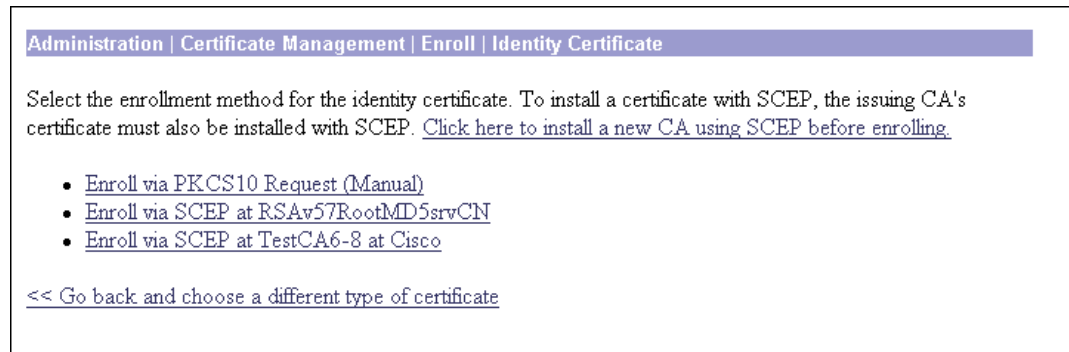 Administration | Certificate Management | Enroll | Identity Certificate
Select the enrollment method for the identity certificate. To install a certificate with SCEP, the issuing CA's
certificate must also be installed with SCEP. Click here to install a new CA using SCEP before enrolling.
• Enroll via PKCS10 Request (Manual)
• Enroll via SCEP at RSAv57RootMD5srvCN
• Enroll via SCEP at TestCA6-8 at Cisco
<< Go back and choose a different type of certificate